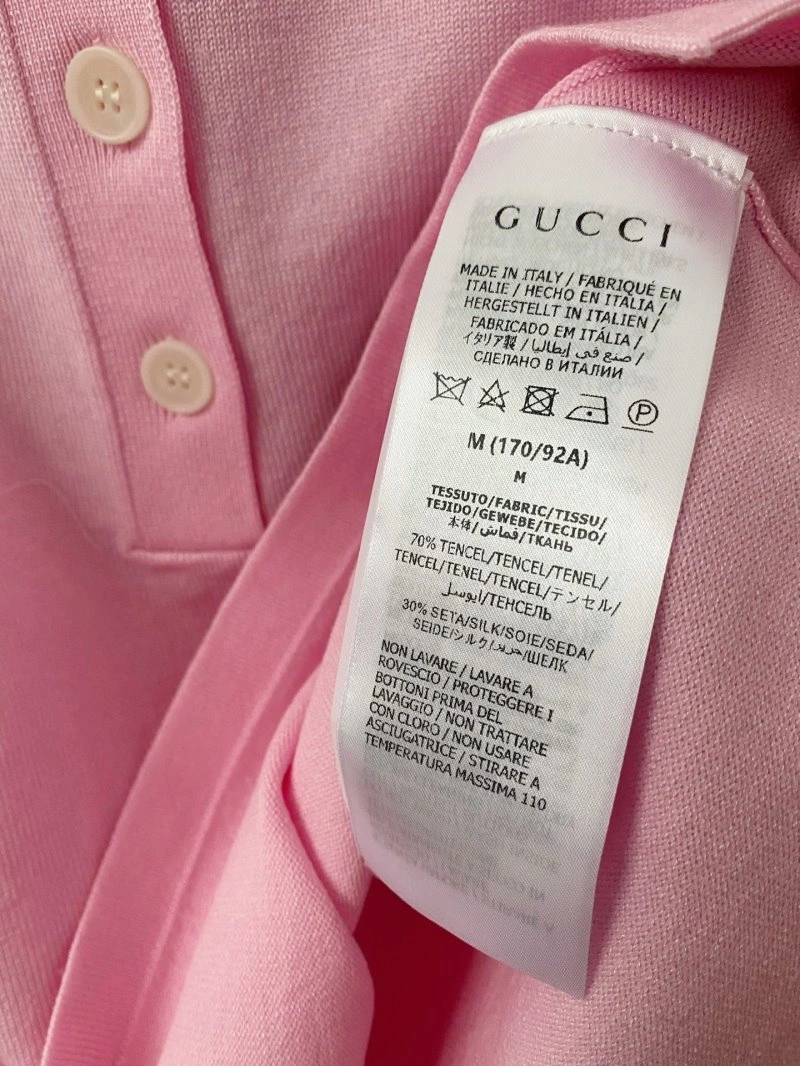 GUCCI
MADE IN ITALY / FABRIQUÉ EN
ITALIE / HECHO EN ITALIA /
HERGESTELLT IN ITALIEN /
FABRICADO EM ITÁLIA /
イタリア製 / صنع في إيطاليا /
СДЕЛАНО В ИТАЛИИ
P
M (170/92A)
M
TESSUTO/FABRIC/TISSU/
TEJIDO/GEWEBE/TECIDO/
本体/قماش/ТКАНЬ
70% TENCEL/TENCEL/TENEL/
TENCEL/TENEL/TENCEL/テンセル/
ايوسل/ТЕНСЕЛЬ
30% SETA/SILK/SOIE/SEDA/
SEIDE/シルク/حرير/ШЕЛК
NON LAVARE / LAVARE A
ROVESCIO / PROTEGGERE I
BOTTONI PRIMA DEL
LAVAGGIO / NON TRATTARE
CON CLORO / NON USARE
ASCIUGATRICE / STIRARE A
TEMPERATURA MASSIMA 110